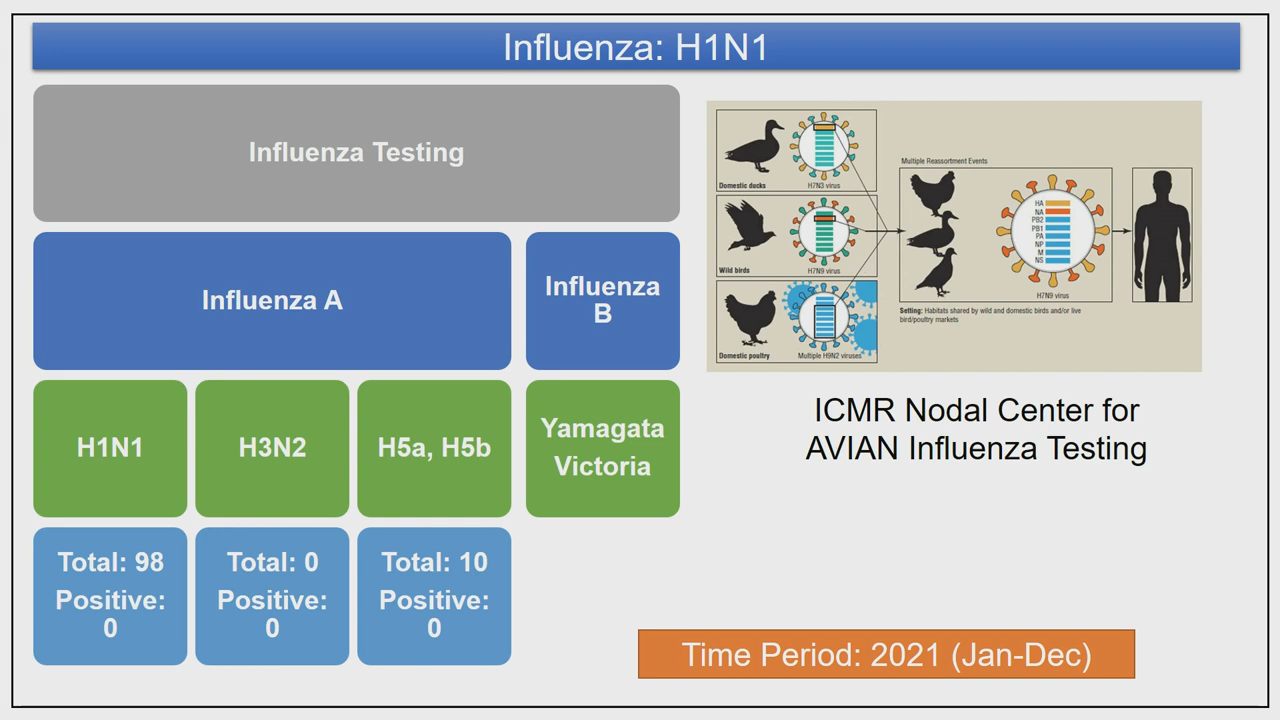 Influenza: H1N1
Influenza Testing
Influenza A
Influenza
B
H1N1
H3N2
H5a, H5b
Yamagata
Victoria
Total: 98
Positive:
0
Total: 0
Positive:
0
Total: 10
Positive:
0
Domestic ducks
H7N3 virus
Wild birds
H7N9 virus
Domestic poultry
Multiple H9N2 viruses
Multiple Reassortment Events
HA
NA
PB2
PB1
PA
NP
M
NS
H7N9 virus
Setting: Habitats shared by wild and domestic birds and/or live
bird/poultry markets
ICMR Nodal Center for
AVIAN Influenza Testing
Time Period: 2021 (Jan-Dec)